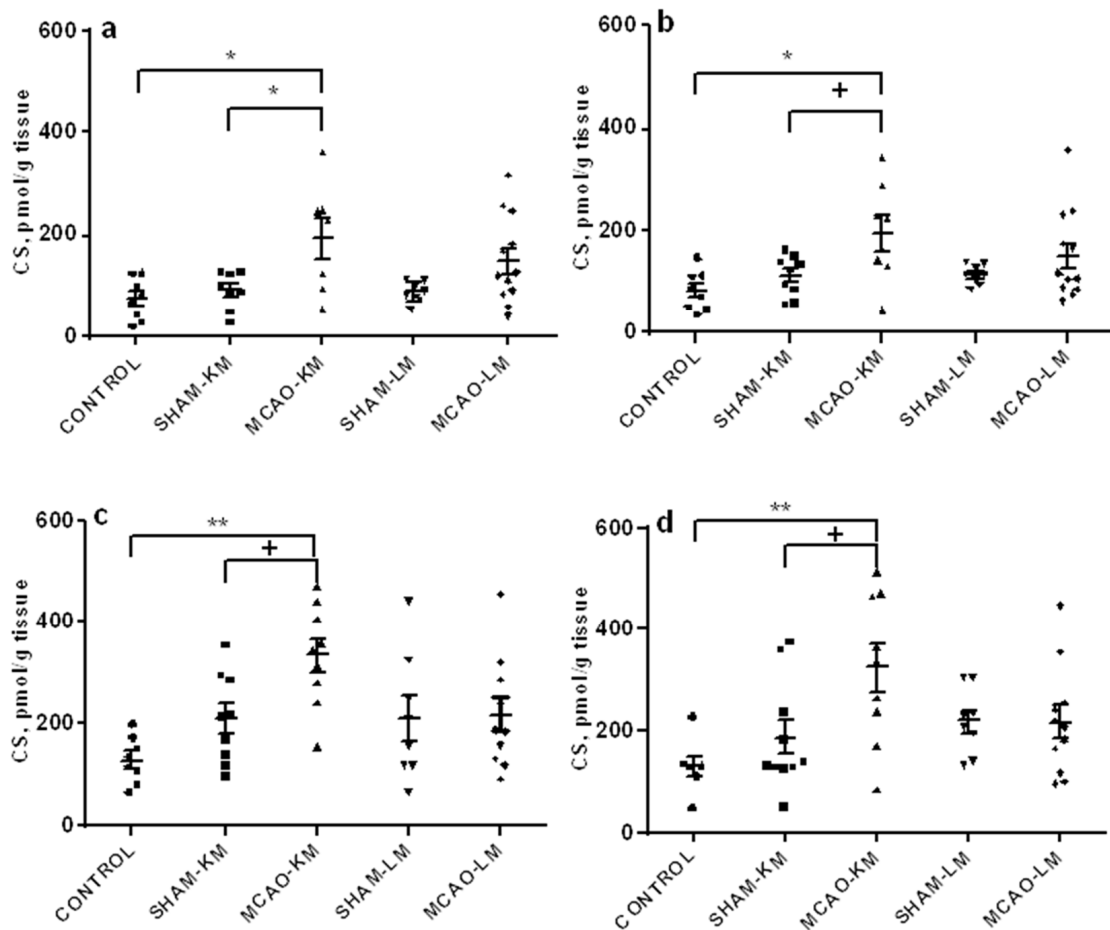 a
CS, pmol/g tissue
600
400
200
0
*
*
CONTROL
SHAM-KM
MCAO-KM
SHAM-LM
MCAO-LM
b
CS, pmol/g tissue
600
400
200
0
*
+
CONTROL
SHAM-KM
MCAO-KM
SHAM-LM
MCAO-LM
c
CS, pmol/g tissue
600
400
200
0
**
+
CONTROL
SHAM-KM
MCAO-KM
SHAM-LM
MCAO-LM
d
CS, pmol/g tissue
600
400
200
0
**
+
CONTROL
SHAM-KM
MCAO-KM
SHAM-LM
MCAO-LM